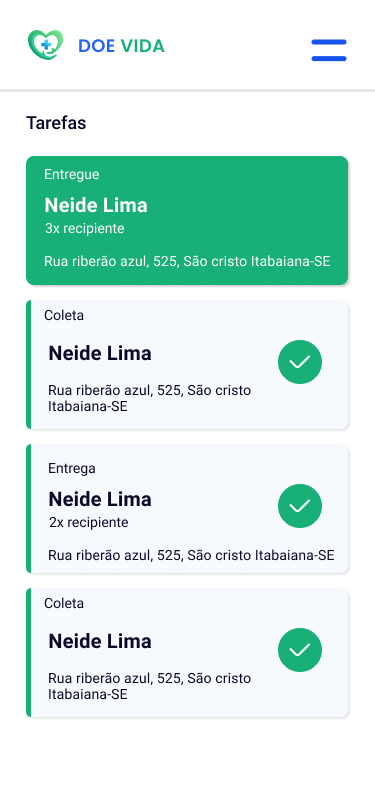 DOE VIDA
Tarefas
Entregue
Neide Lima
3x recipiente
Rua riberão azul, 525, São cristo Itabaiana-SE
Coleta
Neide Lima
Rua riberão azul, 525, São cristo
Itabaiana-SE
Entrega
Neide Lima
2x recipiente
Rua riberão azul, 525, São cristo Itabaiana-SE
Coleta
Neide Lima
Rua riberão azul, 525, São cristo
Itabaiana-SE